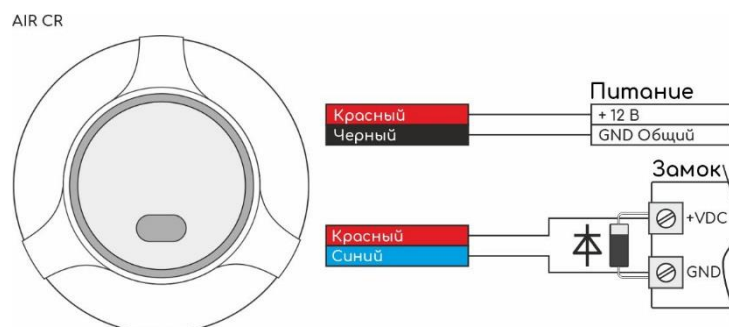 AIR CR
Питание
Красный
+ 12 В
Черный
GND Общий
Замок
Красный
+VDC
Синий
GND